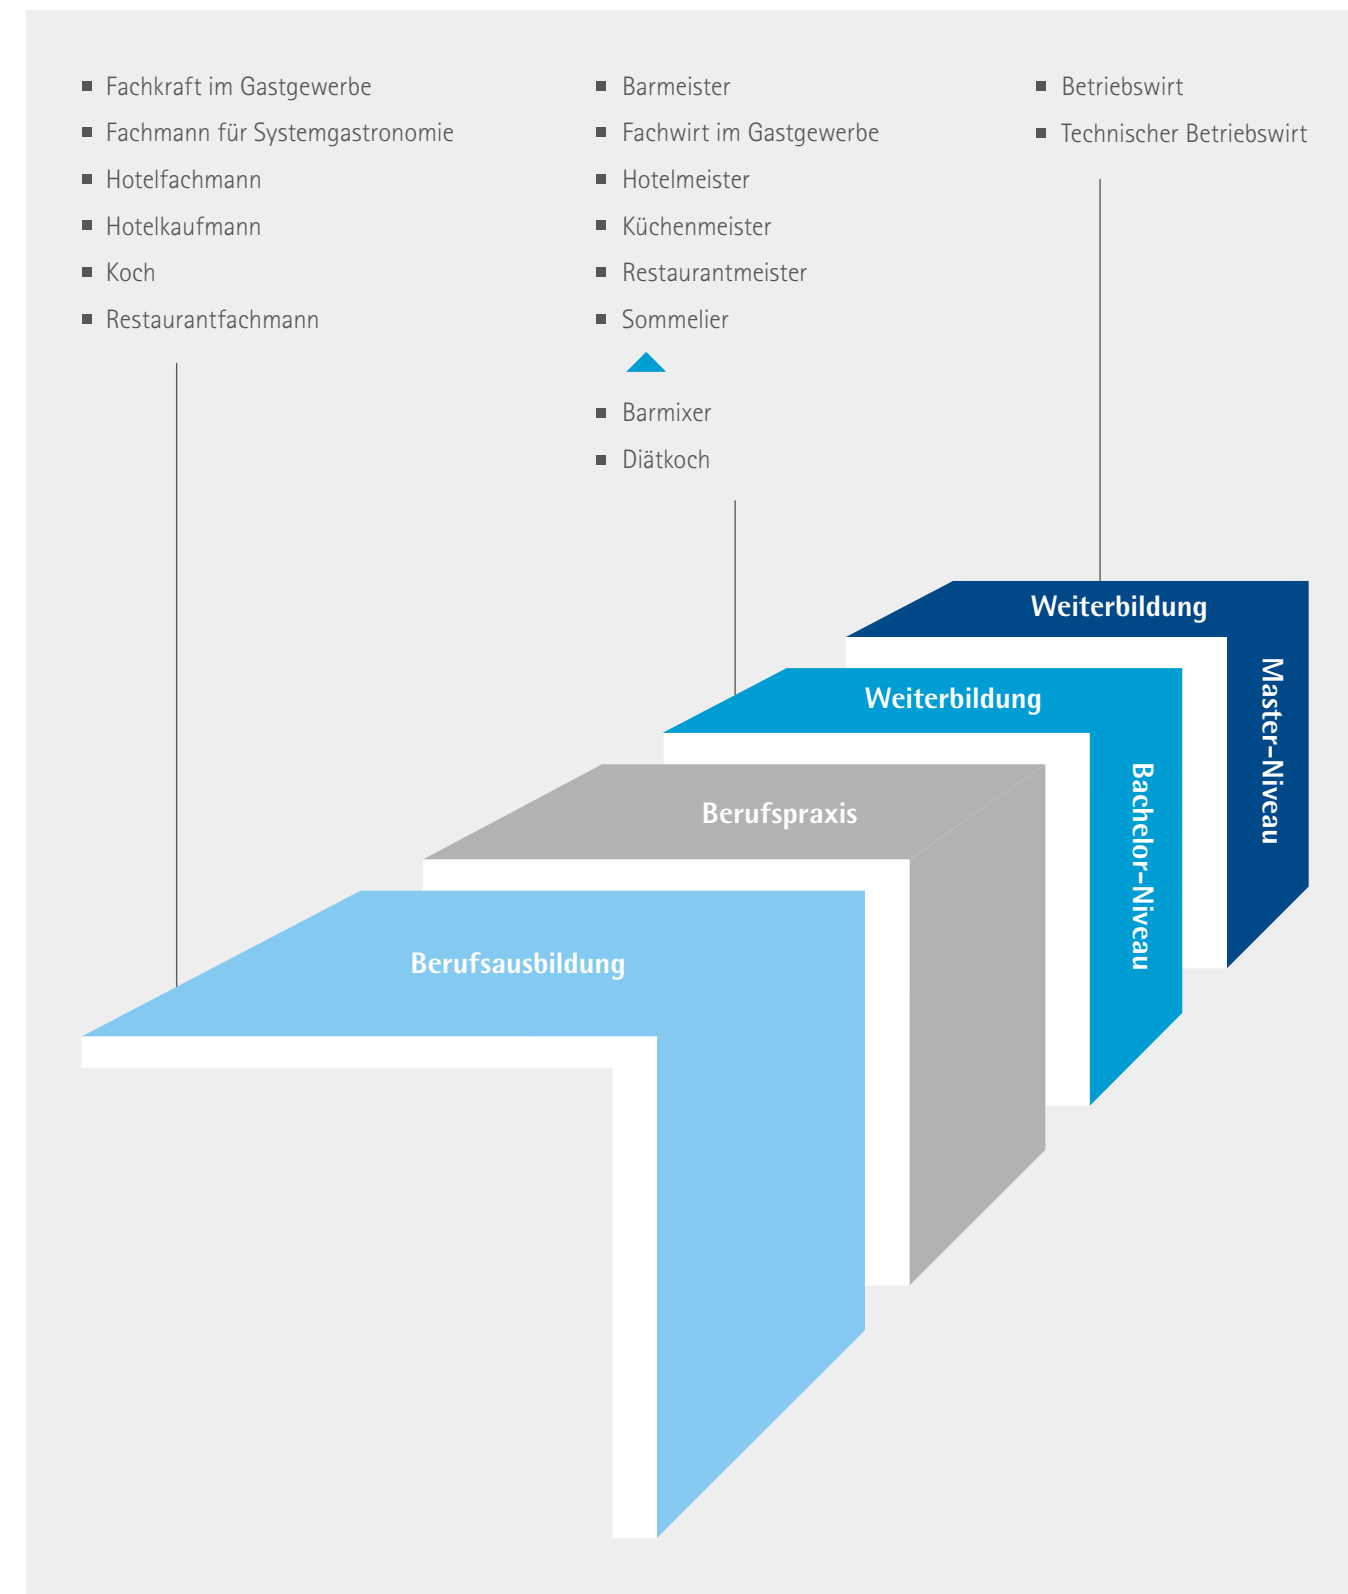 Fachkraft im Gastgewerbe
Fachmann für Systemgastronomie
Hotelfachmann
Hotelkaufmann
Koch
Restaurantfachmann
Barmeister
Fachwirt im Gastgewerbe
Hotelmeister
Küchenmeister
Restaurantmeister
Sommelier
Barmixer
Diätkoch
Betriebswirt
Technischer Betriebswirt
Weiterbildung
Master-Niveau
Weiterbildung
Bachelor-Niveau
Berufspraxis
Berufsausbildung